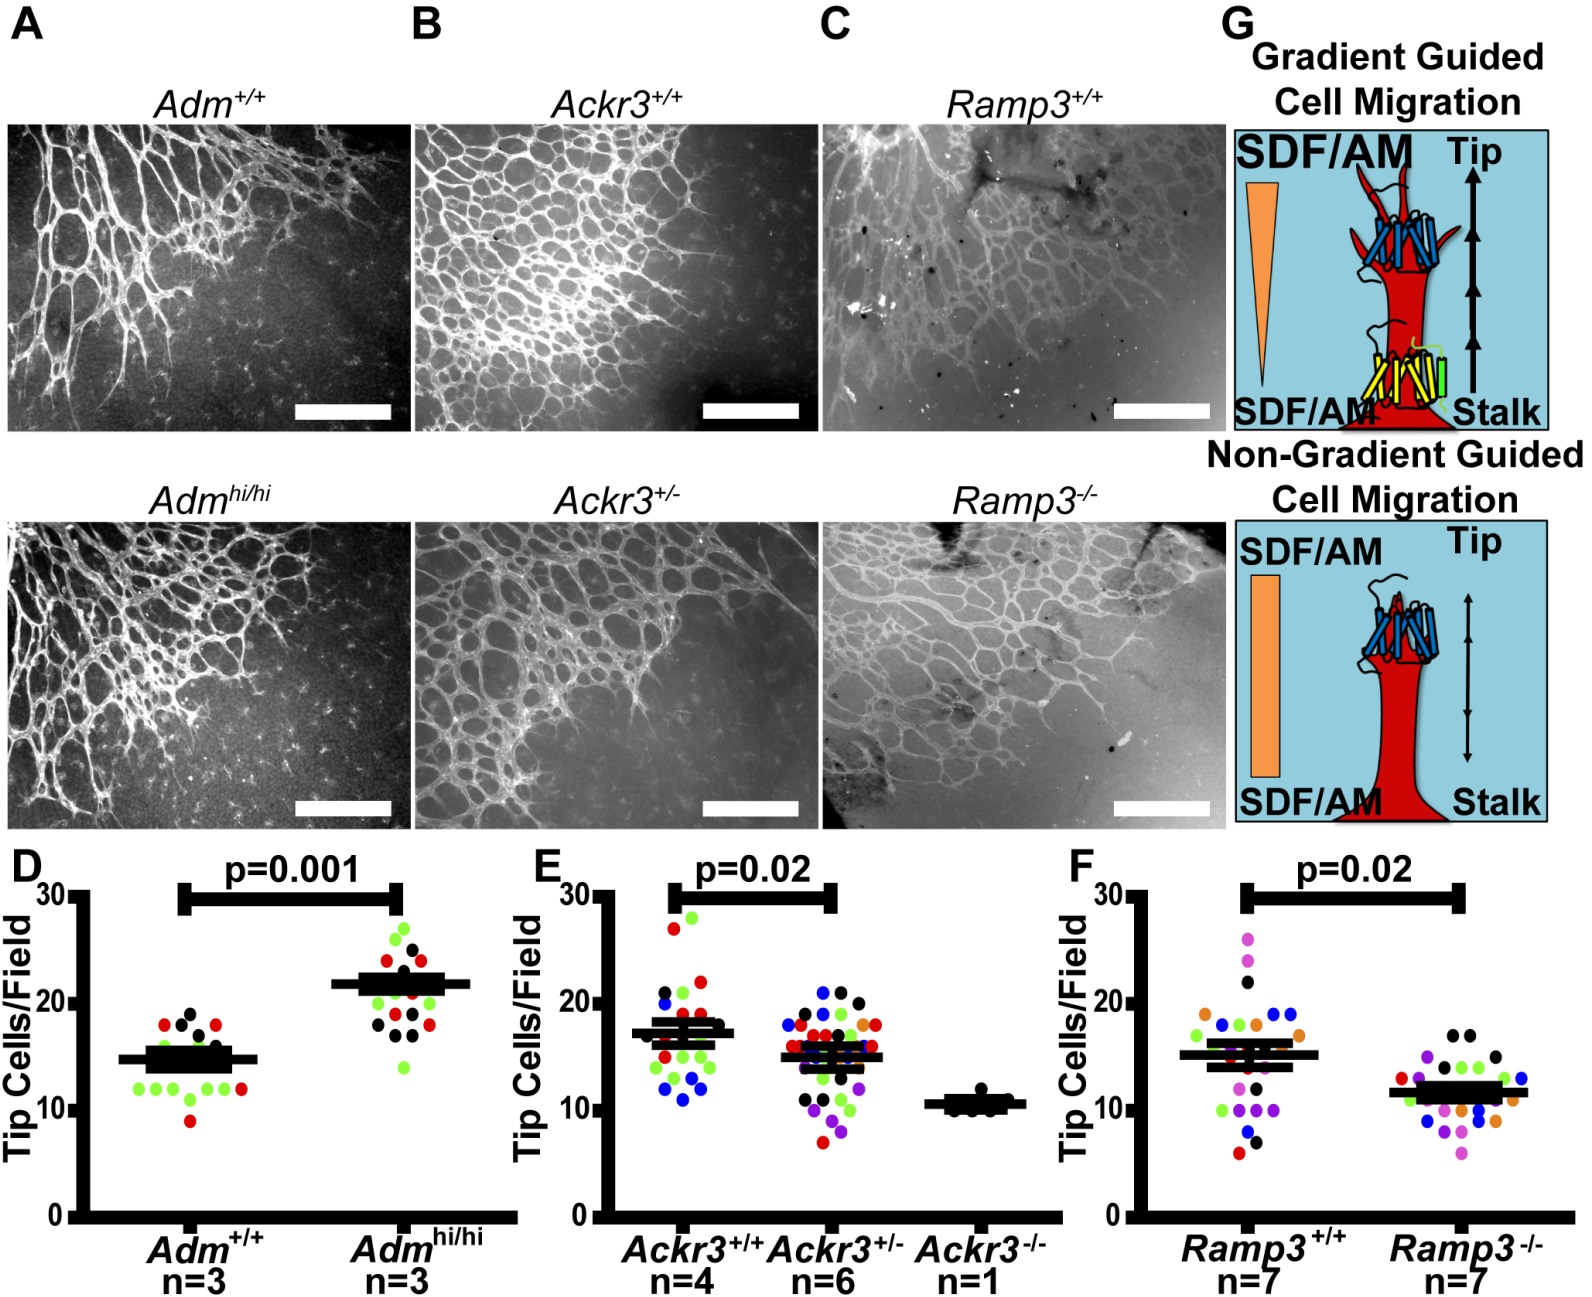 A
B
C
G
Gradient Guided
Cell Migration
Adm+/+
Ackr3+/+
Ramp3+/+
SDF/AM
Tip
SDF/AM
Stalk
Non-Gradient Guided
Cell Migration
Admhi/hi
Ackr3+/-
Ramp3-/-
SDF/AM
Tip
SDF/AM
Stalk
D
p=0.001
30
20
10
0
Tip Cells/Field
Adm+/+
n=3
Admhi/hi
n=3
E
p=0.02
30
20
10
0
Tip Cells/Field
Ackr3+/+
n=4
Ackr3+/-
n=6
Ackr3-/-
n=1
F
p=0.02
30
20
10
0
Tip Cells/Field
Ramp3+/+
n=7
Ramp3-/-
n=7